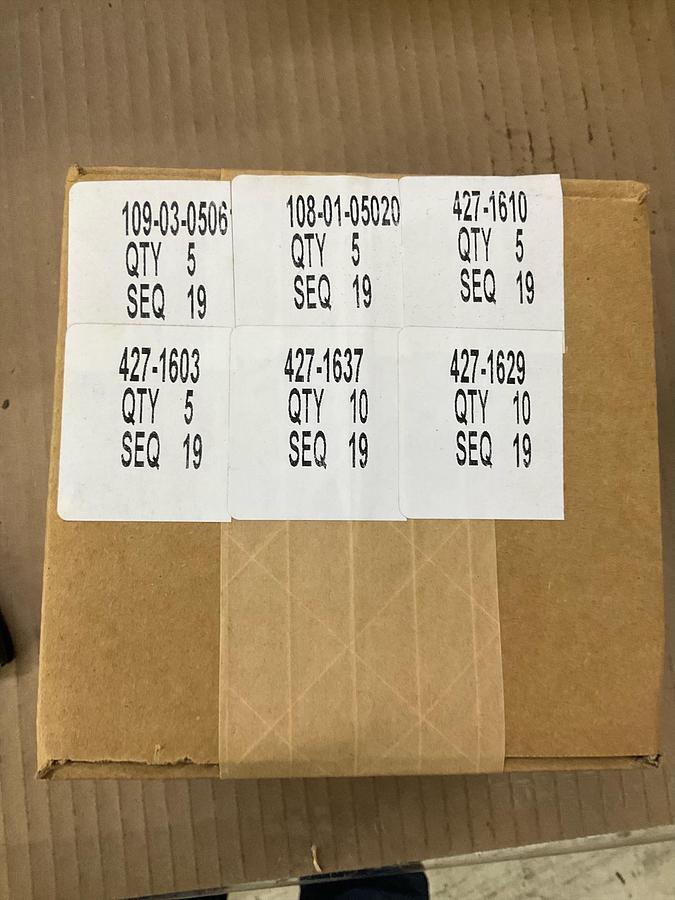 109-03-0506
QTY 5
SEQ 19
108-01-05020
QTY 5
SEQ 19
427-1610
QTY 5
SEQ 19
427-1603
QTY 5
SEQ 19
427-1637
QTY 10
SEQ 19
427-1629
QTY 10
SEQ 19